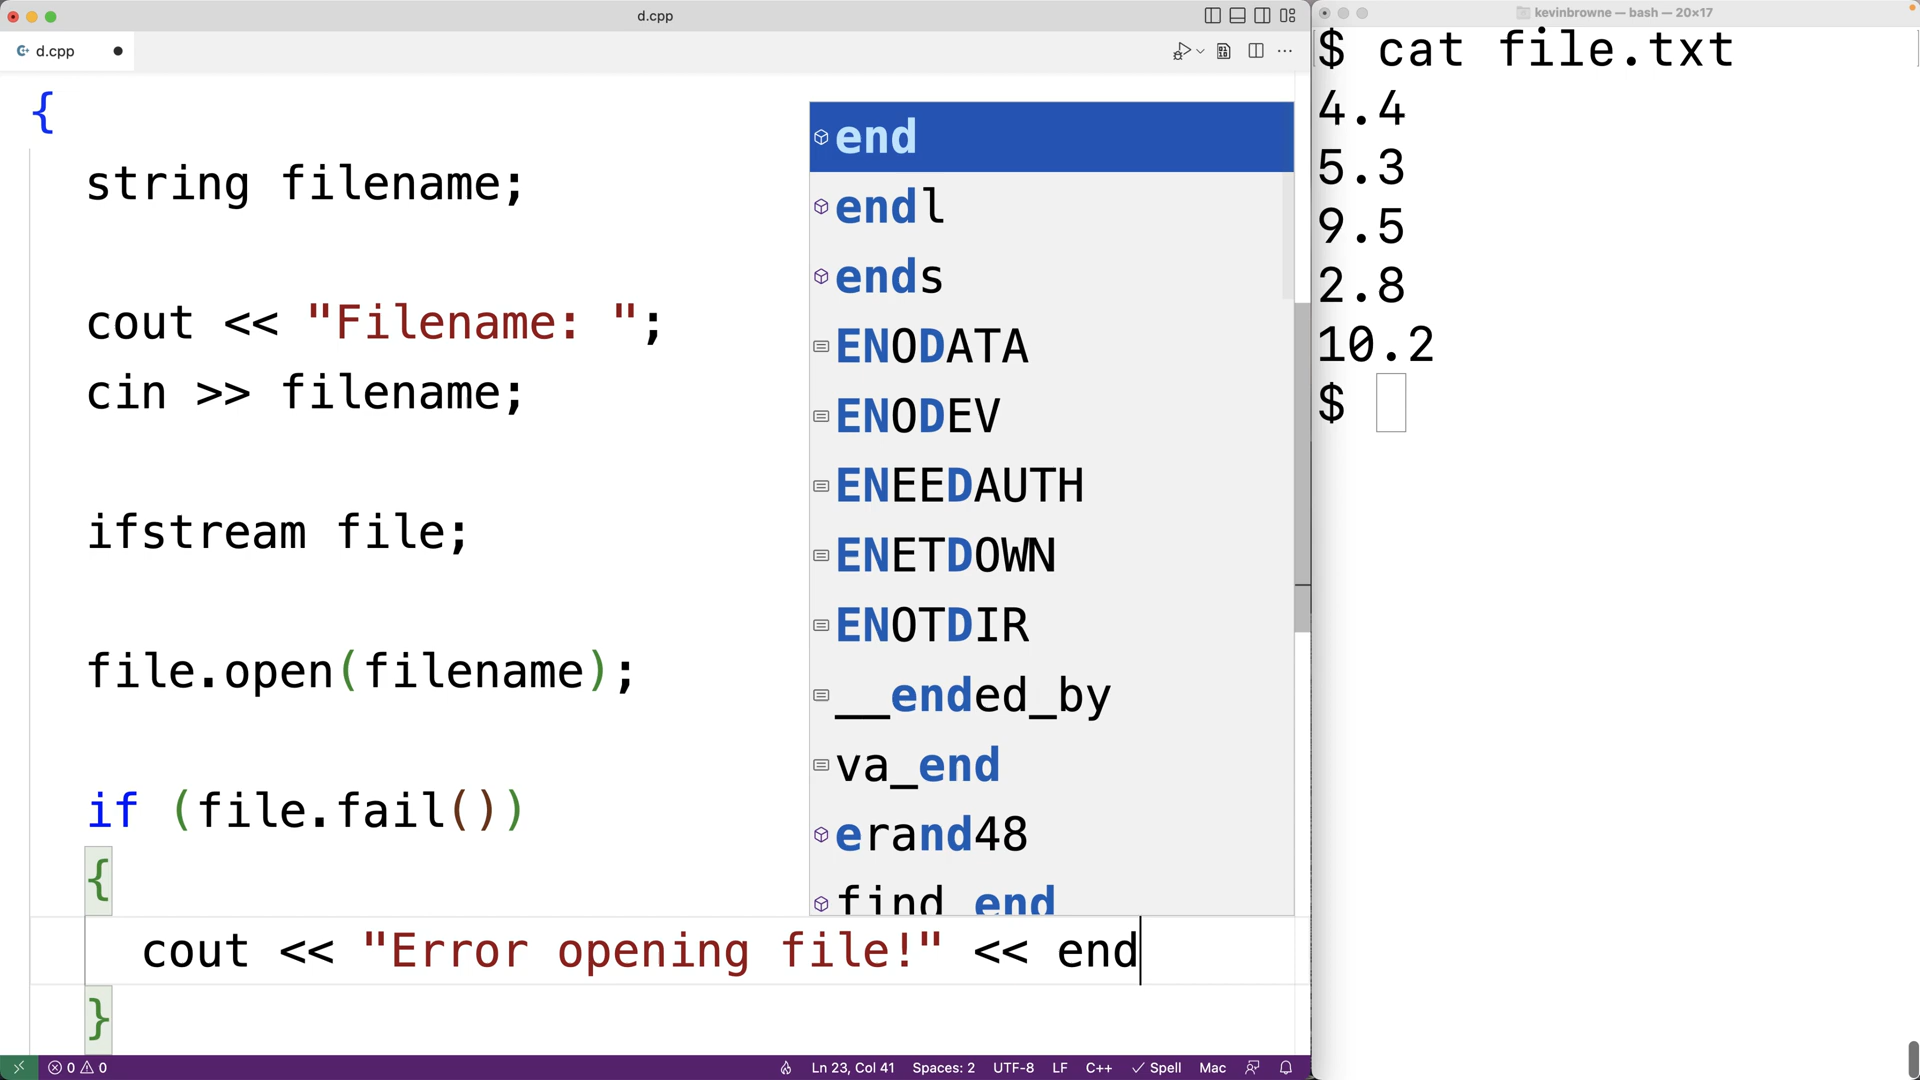 d.cpp
d.cpp
{
string filename;
cout << "Filename: ";
cin >> filename;
ifstream file;
file.open(filename);
if (file.fail())
{
cout << "Error opening file!" << end
}
end
endl
ends
ENODATA
ENODEV
ENEEDAUTH
ENETDOWN
ENOTDIR
__ended_by
va_end
erand48
find_end
0 0
Ln 23, Col 41
Spaces: 2
UTF-8
LF
C++
Spell
Mac
kevinbrowne — bash — 20×17
$ cat file.txt
4.4
5.3
9.5
2.8
10.2
$